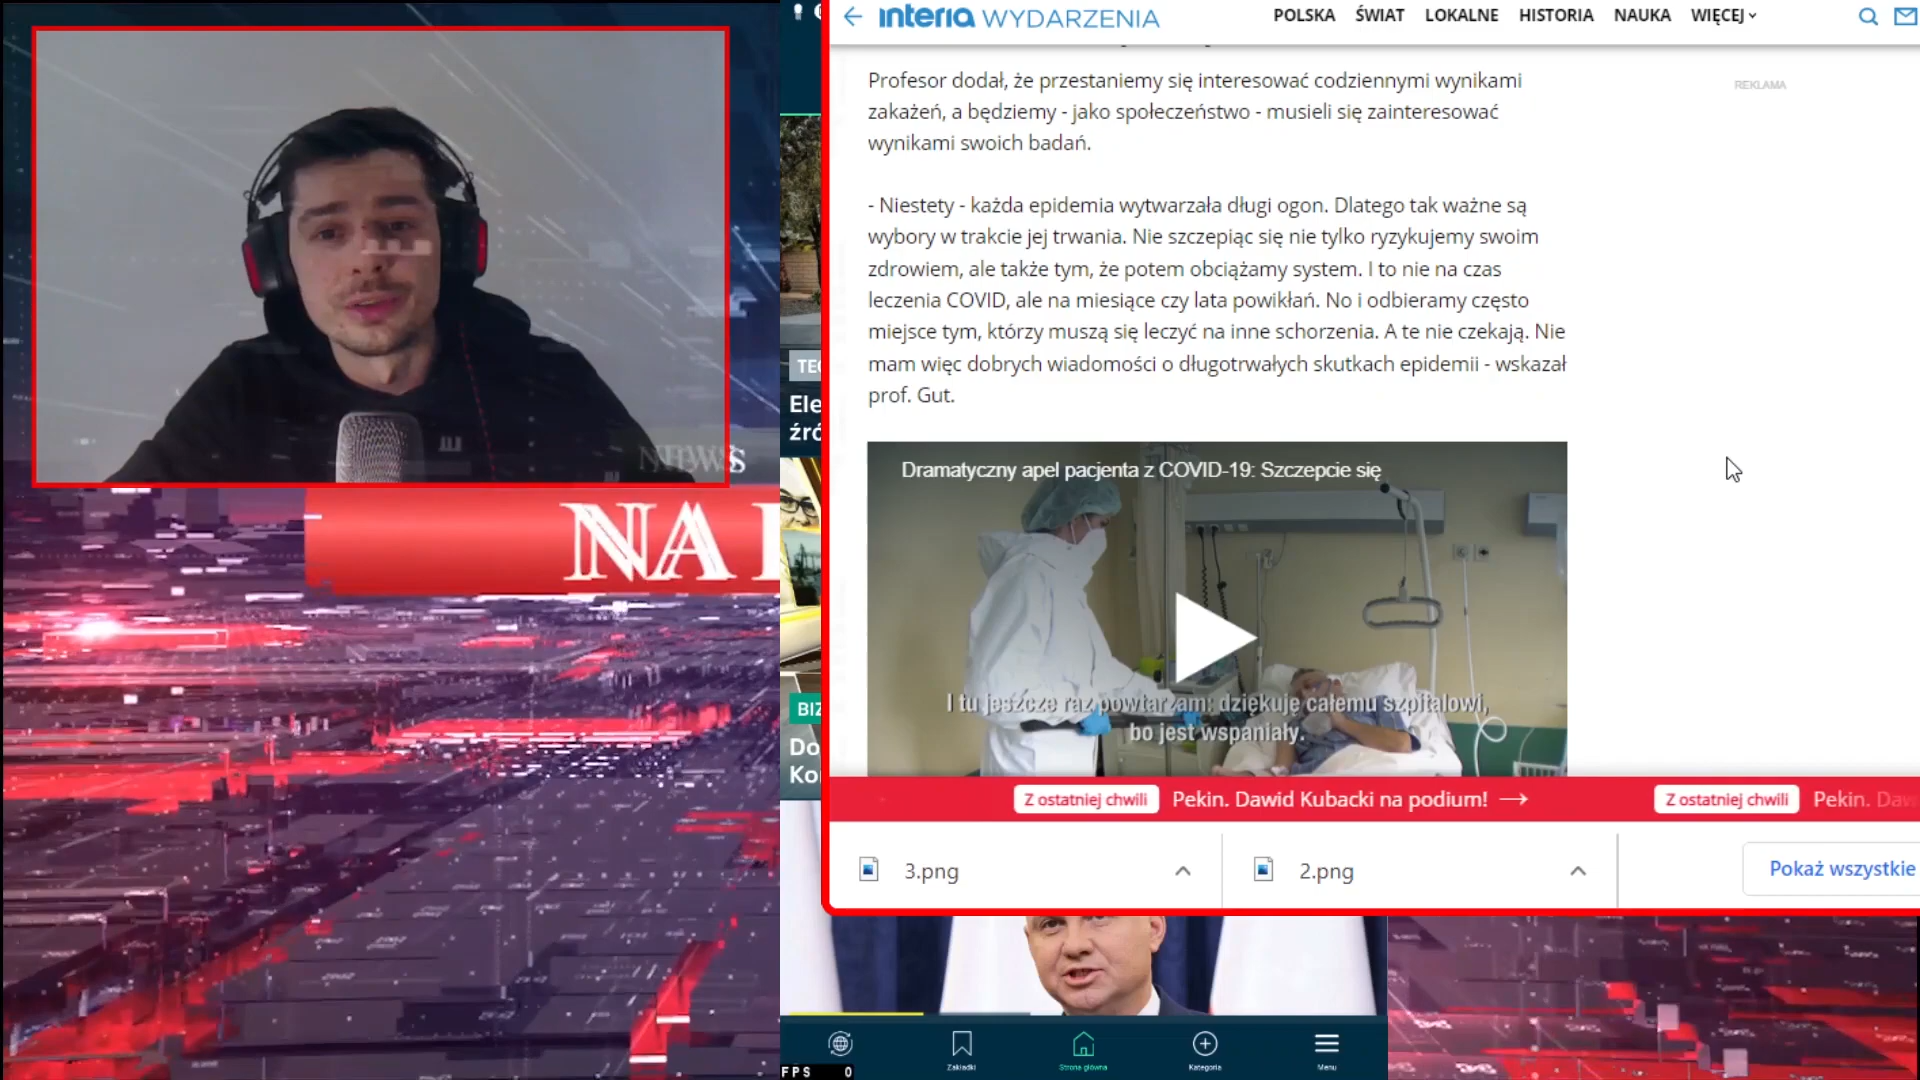 NEWS
NA
TE
Ele
źró
BIZ
Do
Ko
interia WYDARZENIA
POLSKA ŚWIAT LOKALNE HISTORIA NAUKA WIĘCEJ
Profesor dodał, że przestaniemy się interesować codziennymi wynikami
zakażeń, a będziemy - jako społeczeństwo - musieli się zainteresować
wynikami swoich badań.
REKLAMA
- Niestety - każda epidemia wytwarzała długi ogon. Dlatego tak ważne są
wybory w trakcie jej trwania. Nie szczepiąc się nie tylko ryzykujemy swoim
zdrowiem, ale także tym, że potem obciążamy system. I to nie na czas
leczenia COVID, ale na miesiące czy lata powikłań. No i odbieramy często
miejsce tym, którzy muszą się leczyć na inne schorzenia. A te nie czekają. Nie
mam więc dobrych wiadomości o długotrwałych skutkach epidemii - wskazał
prof. Gut.
Dramatyczny apel pacjenta z COVID-19: Szczepcie się
I tu jeszcze raz powtarzam: dziękuję całemu szpitalowi,
bo jest wspaniały.
Z ostatniej chwili Pekin. Dawid Kubacki na podium! → Z ostatniej chwili Pekin. Daw
3.png 2.png Pokaż wszystkie
Zakładki Strona główna Kategoria Menu
FPS 0